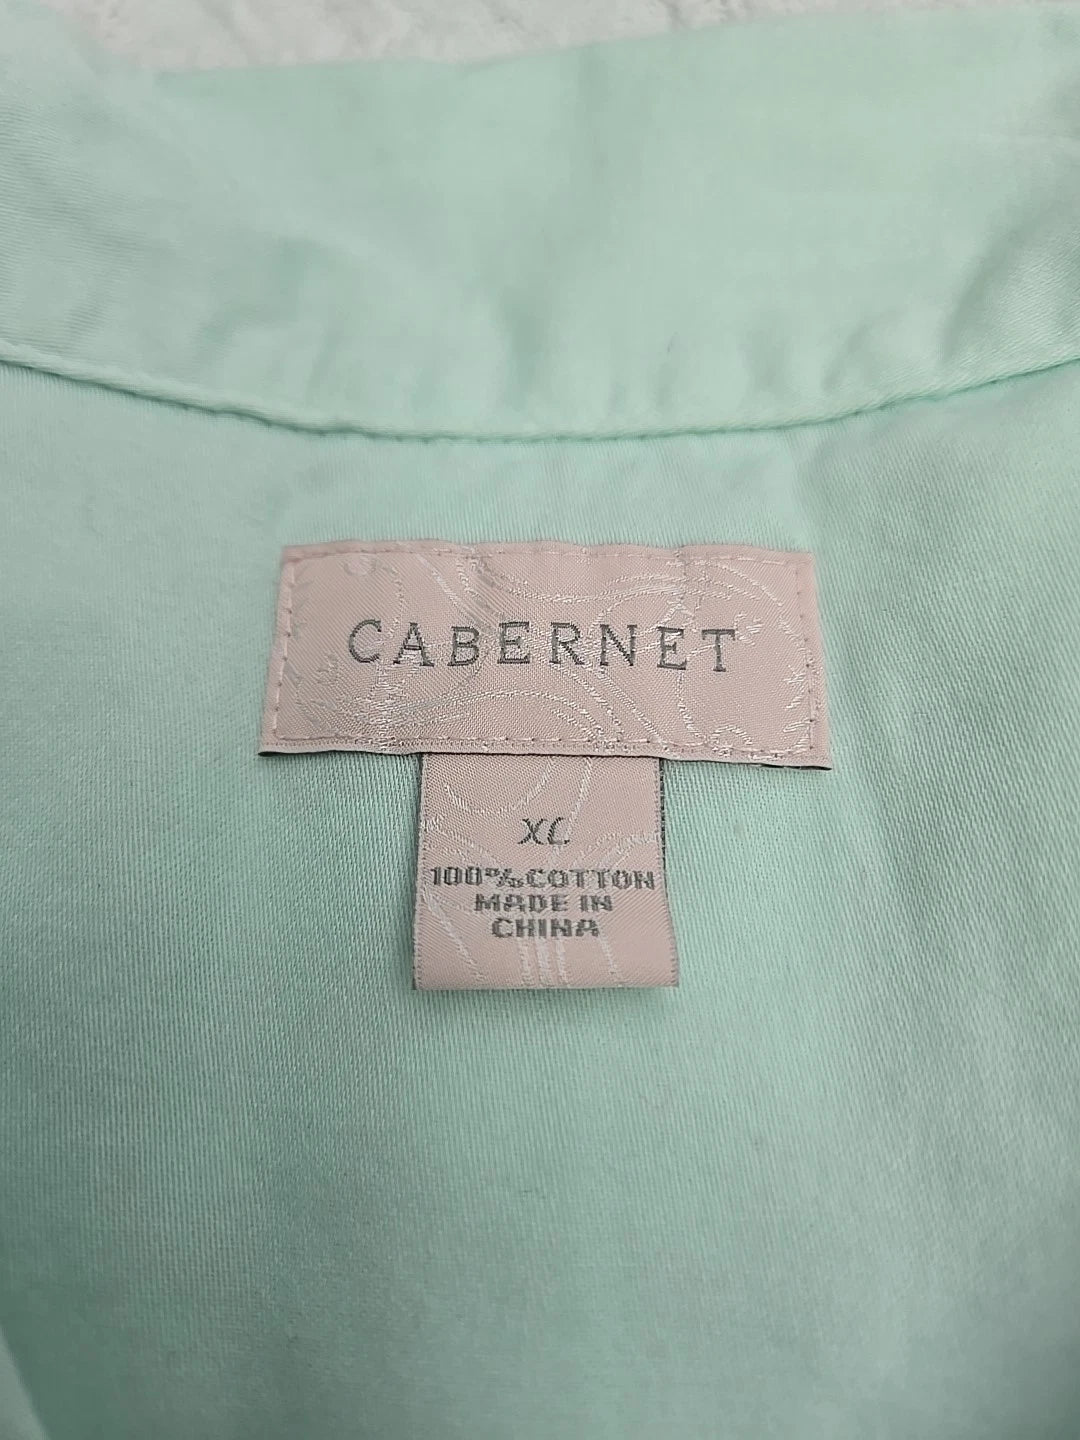 CABERNET
XL
100%COTTON
MADE IN
CHINA